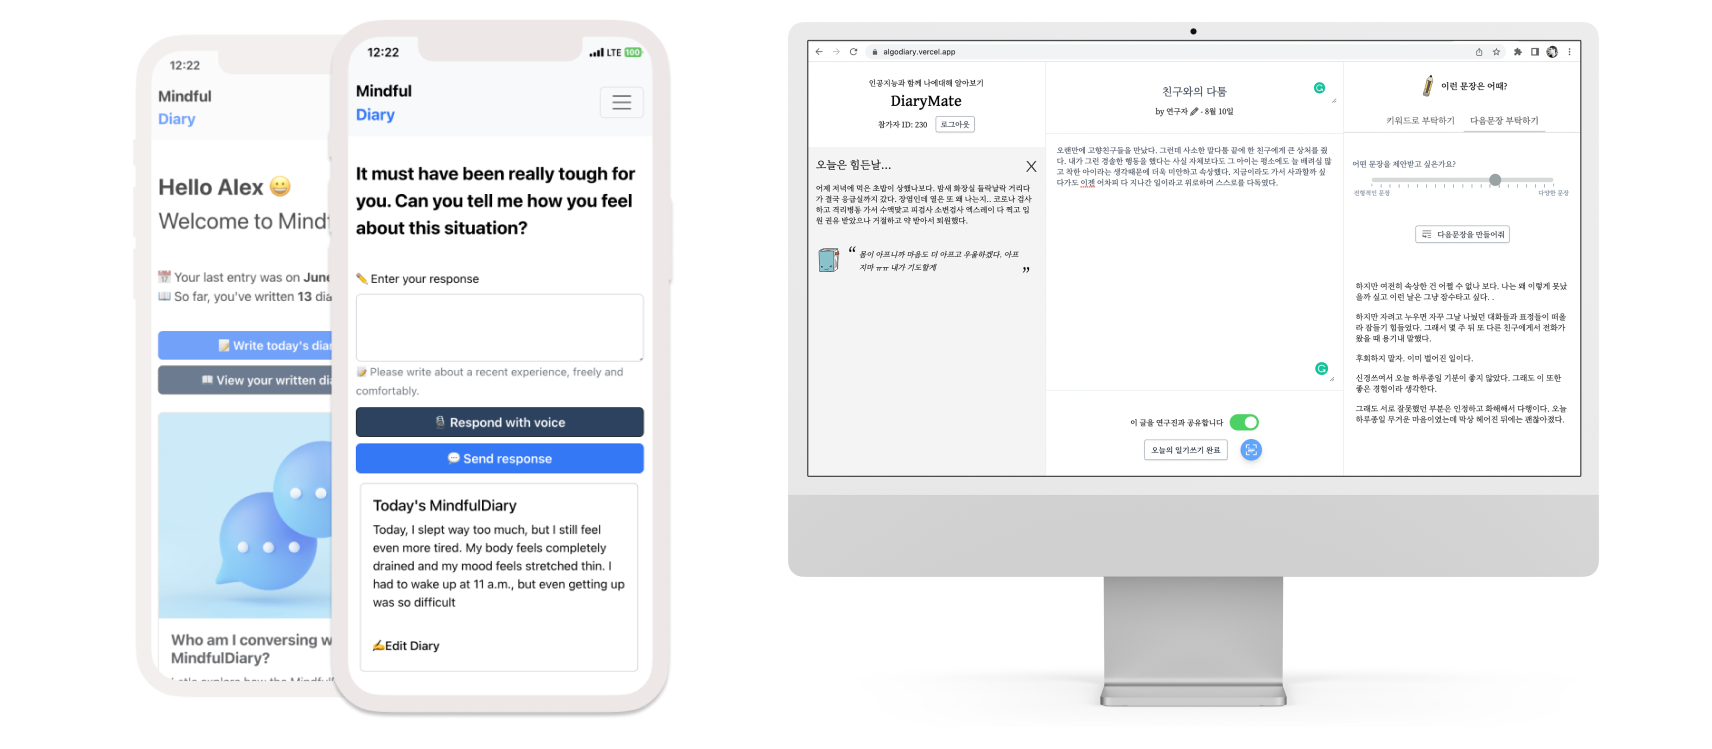 12:22
Mindful
Diary
Hello Alex 😀
Welcome to Mindf
📅 Your last entry was on June
📖 So far, you've written 13 dia
📝 Write today's diar
📖 View your written dia
Who am I conversing w
MindfulDiary?
12:22
LTE 100
Mindful
Diary
It must have been really tough for
you. Can you tell me how you feel
about this situation?
✏️ Enter your response
📝 Please write about a recent experience, freely and
comfortably.
🎙 Respond with voice
💬 Send response
Today's MindfulDiary
Today, I slept way too much, but I still feel
even more tired. My body feels completely
drained and my mood feels stretched thin. I
had to wake up at 11 a.m., but even getting up
was so difficult
✍️Edit Diary
algodiary.vercel.app
인공지능과 함께 나에대해 알아보기
DiaryMate
참가자 ID: 230 로그아웃
오늘은 힘든날... X
어제 저녁에 먹은 초밥이 상했나보다. 밤새 화장실 들락날락 거리다
가 결국 응급실까지 갔다. 장염인데 열은 또 왜 나는지.. 코로나 검사
하고 격리병동 가서 수액맞고 피검사 소변검사 엑스레이 다 찍고 입
원 권유 받았으나 거절하고 약 받아서 퇴원했다.
“ 몸이 아프니까 마음도 더 아프고 우울하겠다. 아프
지마 ㅠㅠ 내가 기도할게 ”
친구와의 다툼
by 연구자 - 8월 10일
오랜만에 고향친구들을 만났다. 그런데 사소한 말다툼 끝에 한 친구에게 큰 상처를 줬
다. 내가 그런 경솔한 행동을 했다는 사실 자체보다도 그 아이는 평소에도 늘 배려심 많
고 착한 아이라는 생각때문에 더욱 미안하고 속상했다. 지금이라도 가서 사과할까 싶
다가도 이젠 어차피 다 지나간 일이라고 위로하며 스스로를 다독였다.
이 글을 연구진과 공유합니다
오늘의 일기쓰기 완료
이런 문장은 어때?
키워드로 부탁하기 다음문장 부탁하기
어떤 문장을 제안받고 싶은가요?
전형적인 문장 다양한 문장
다음문장을 만들어줘
하지만 여전히 속상한 건 어쩔 수 없나 보다. 나는 왜 이렇게 못났
을까 싶고 이런 날은 그냥 잠수타고 싶다. .
하지만 자려고 누우면 자꾸 그날 나눴던 대화들과 표정들이 떠올
라 잠들기 힘들었다. 그래서 몇 주 뒤 또 다른 친구에게서 전화가
왔을 때 용기내 말했다.
후회하지 말자. 이미 벌어진 일이다.
신경쓰여서 오늘 하루종일 기분이 좋지 않았다. 그래도 이 또한
좋은 경험이라 생각한다.
그래도 서로 잘못했던 부분은 인정하고 화해해서 다행이다. 오늘
하루종일 무거운 마음이었는데 막상 헤어진 뒤에는 괜찮아졌다.